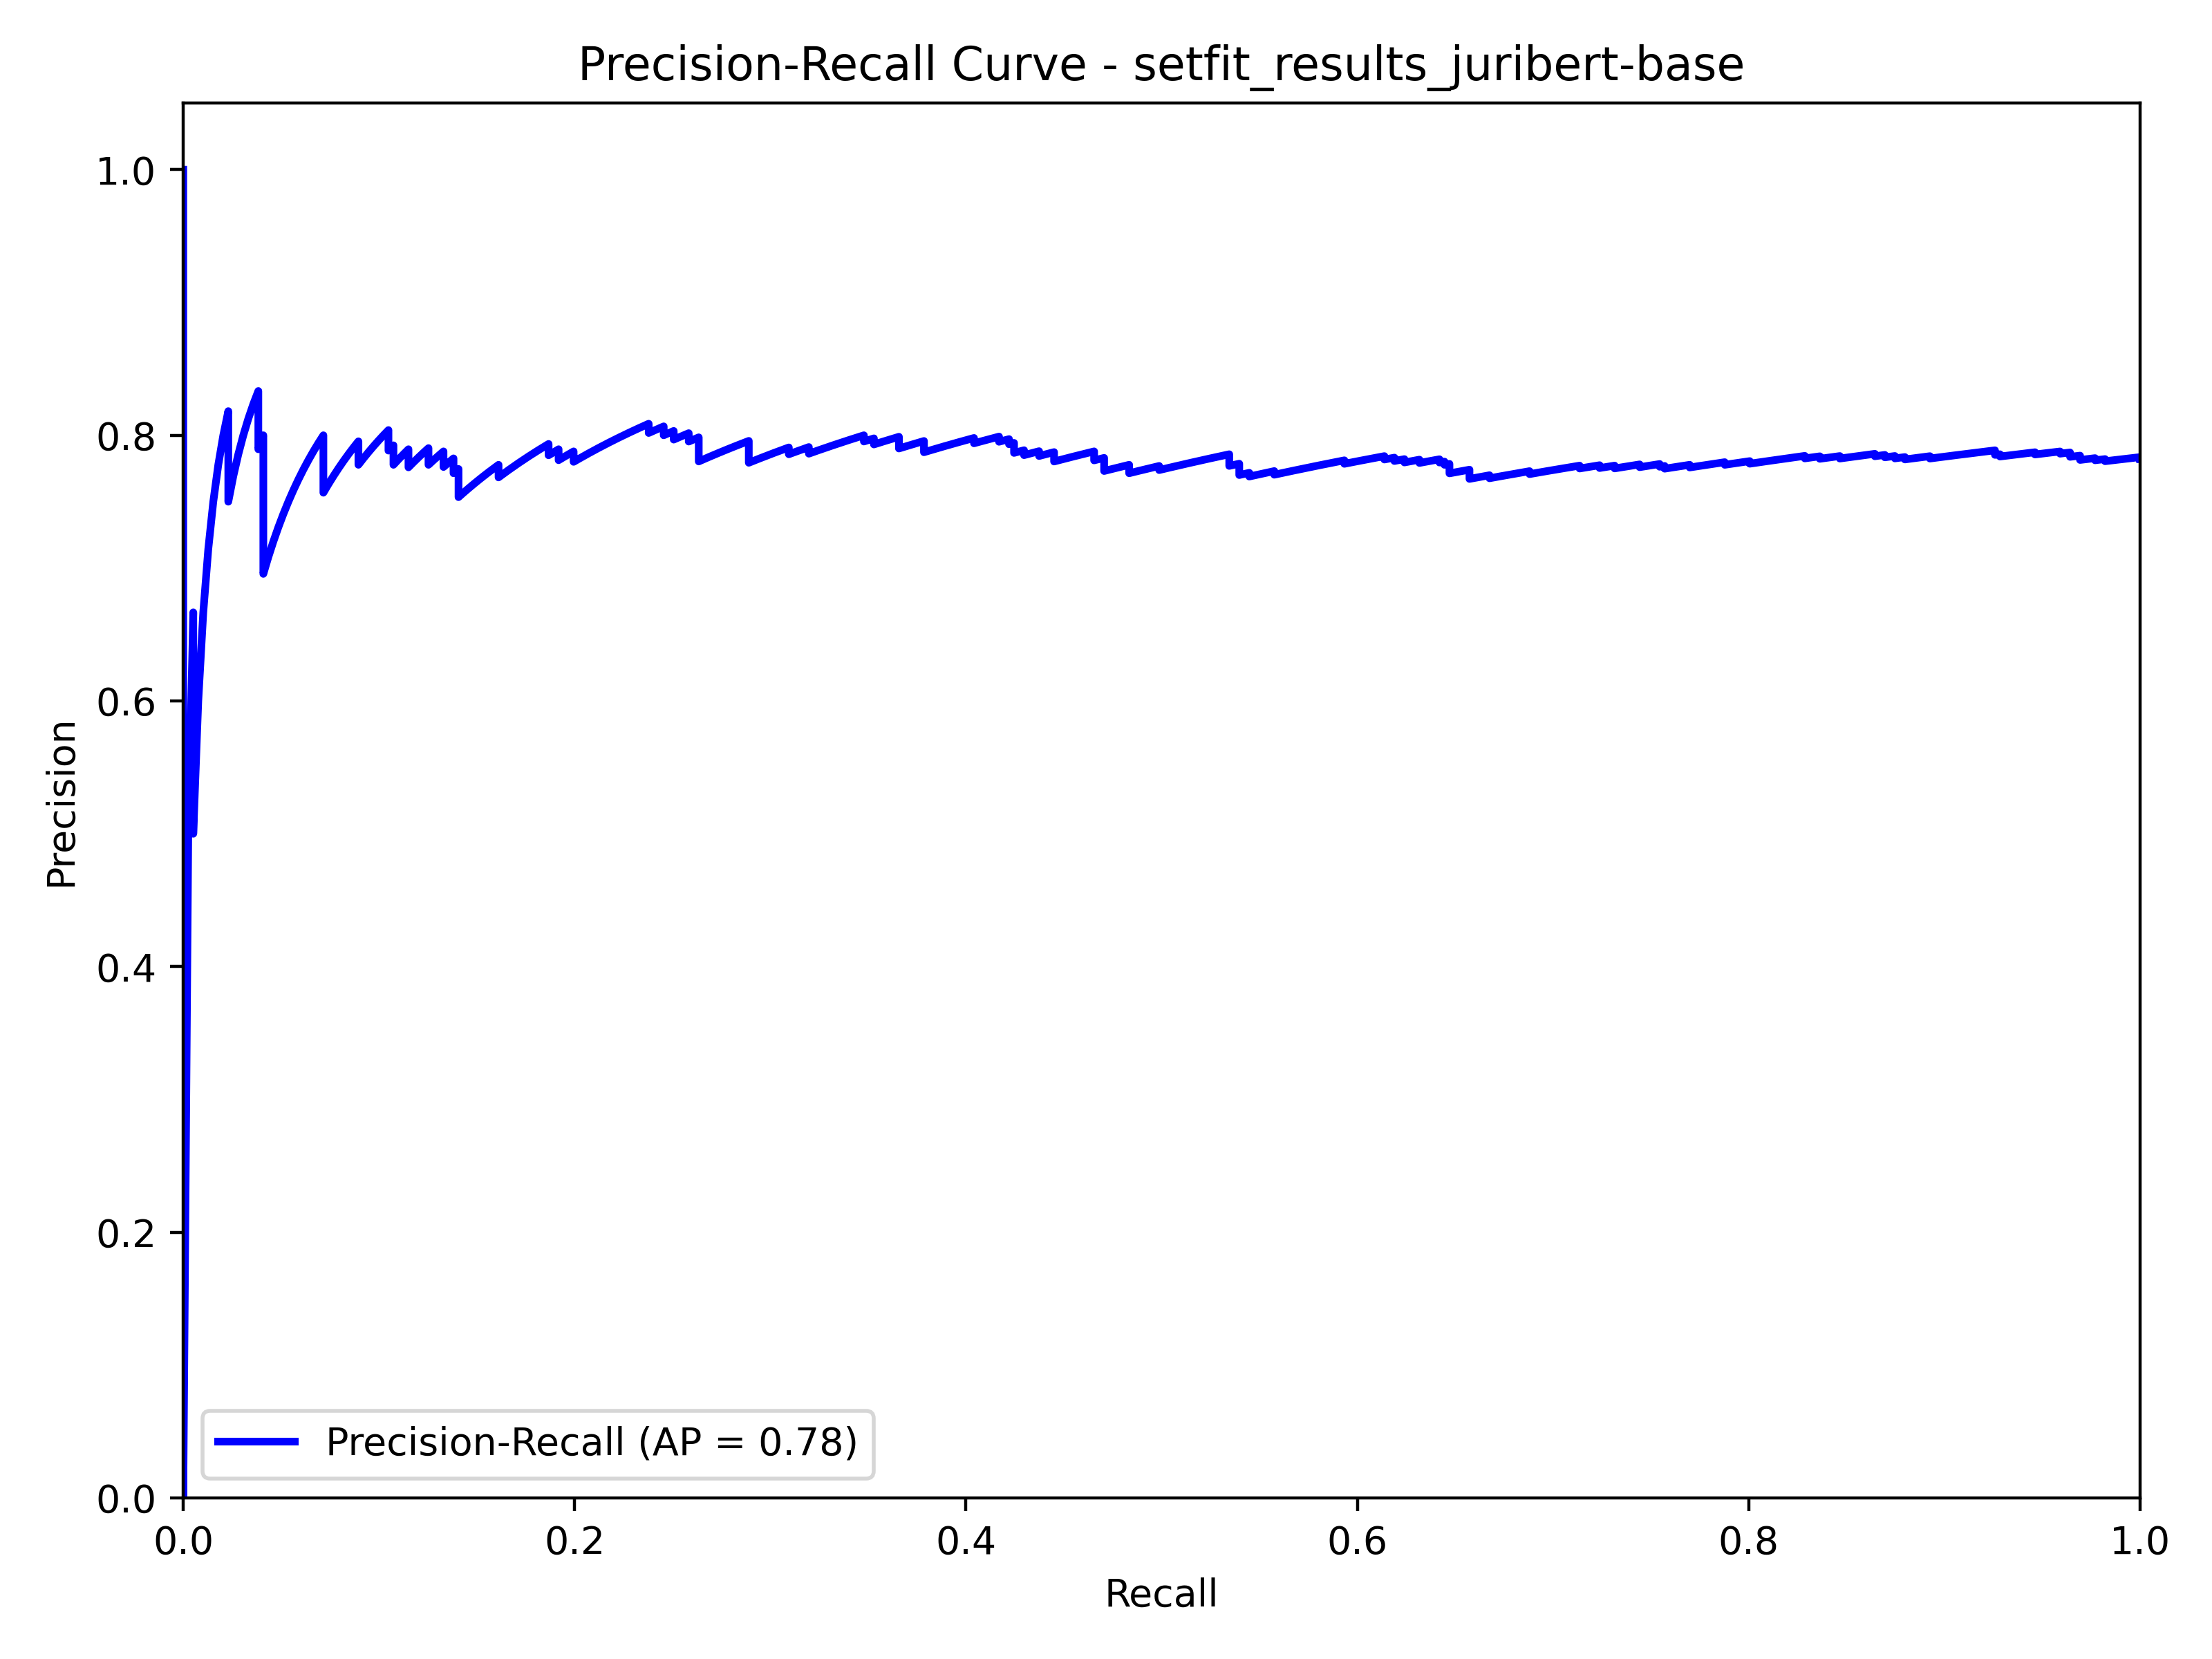 Precision-Recall Curve - setfit_results_juribert-base
1.0
0.8
0.6
0.4
0.2
0.0
Precision
Precision-Recall (AP = 0.78)
0.0 0.2 0.4 0.6 0.8 1.0
Recall